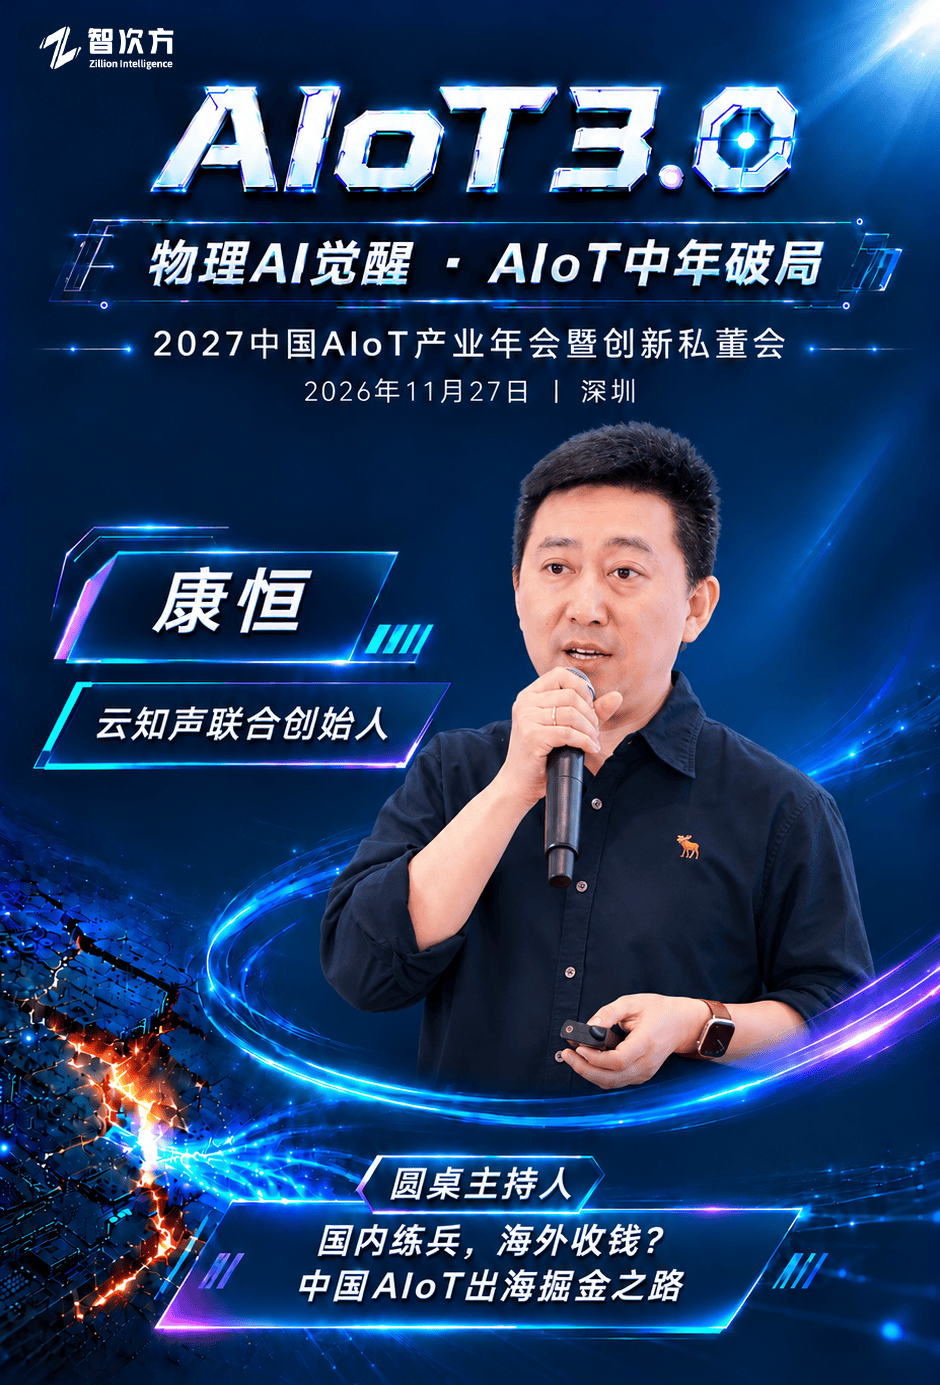 智次方
Zillion Intelligence
AIoT3.0
物理AI觉醒 · AIoT中年破局
2027中国AIoT产业年会暨创新私董会
2026年11月27日 | 深圳
康恒
云知声联合创始人
圆桌主持人
国内练兵，海外收钱？
中国AIoT出海掘金之路